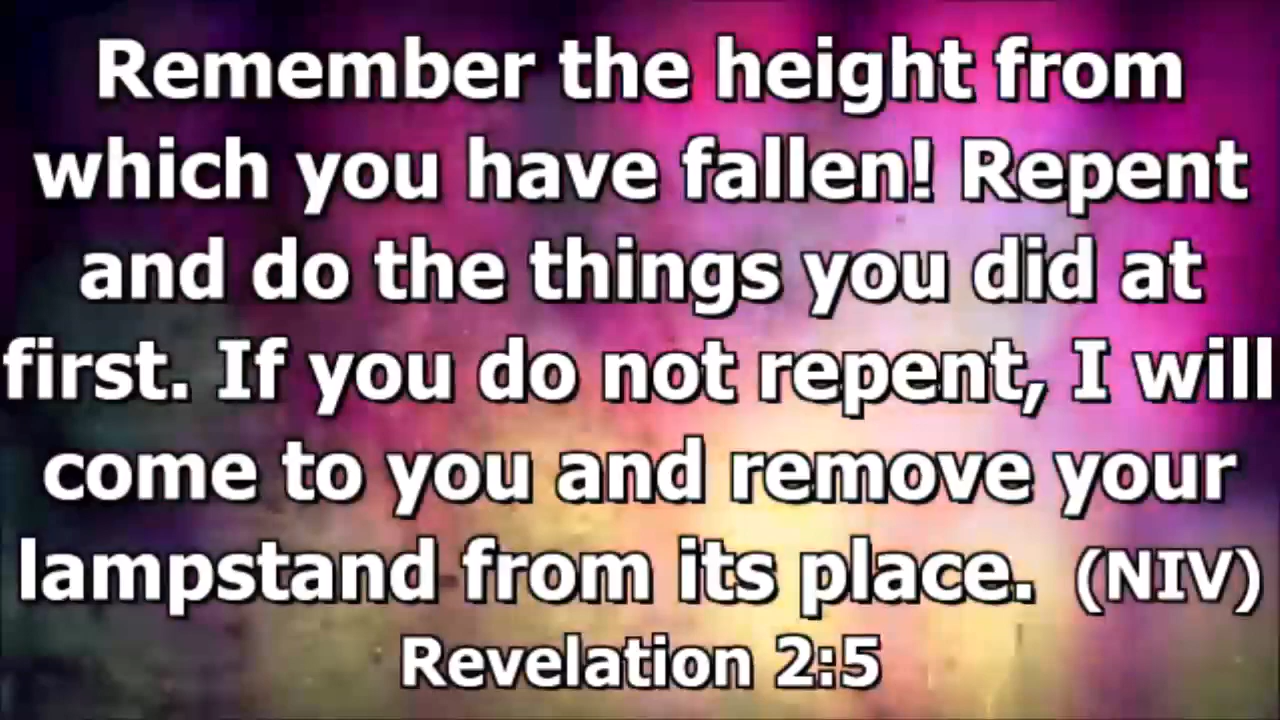 Remember the height from
which you have fallen! Repent
and do the things you did at
first. If you do not repent, I will
come to you and remove your
lampstand from its place. (NIV)
Revelation 2:5